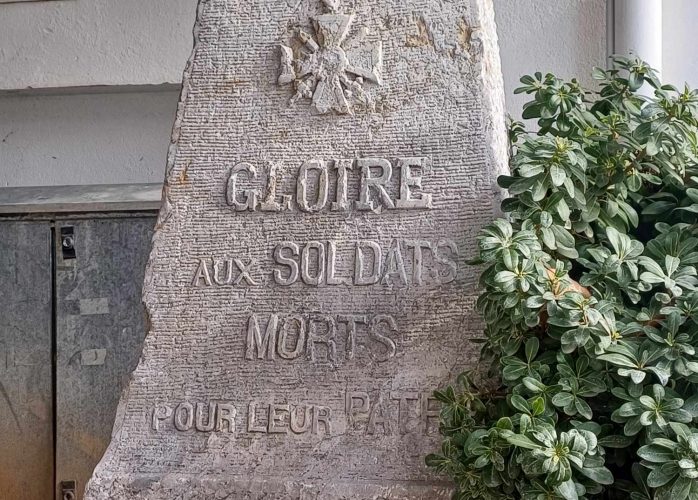 GLOIRE
AUX SOLDATS
MORTS
POUR LEUR